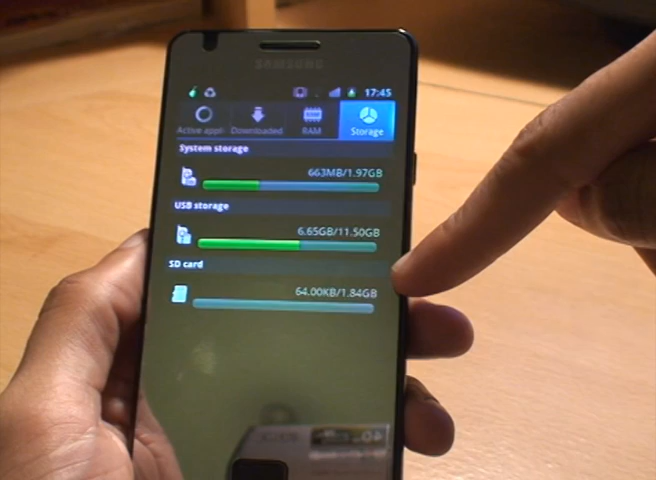 SAMSUNG
17:45
Active appli- Downloaded RAM Storage
System storage
663MB/1.97GB
USB storage
6.65GB/11.50GB
SD card
64.00KB/1.84GB